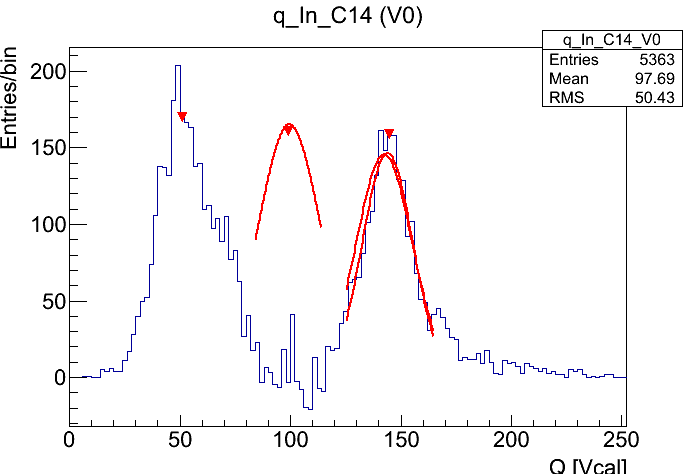 q_In_C14 (V0)
q_In_C14_V0
Entries 5363
Mean 97.69
RMS 50.43
Entries/bin
200
150
100
50
0
0 50 100 150 200 250
Q [Vcal]